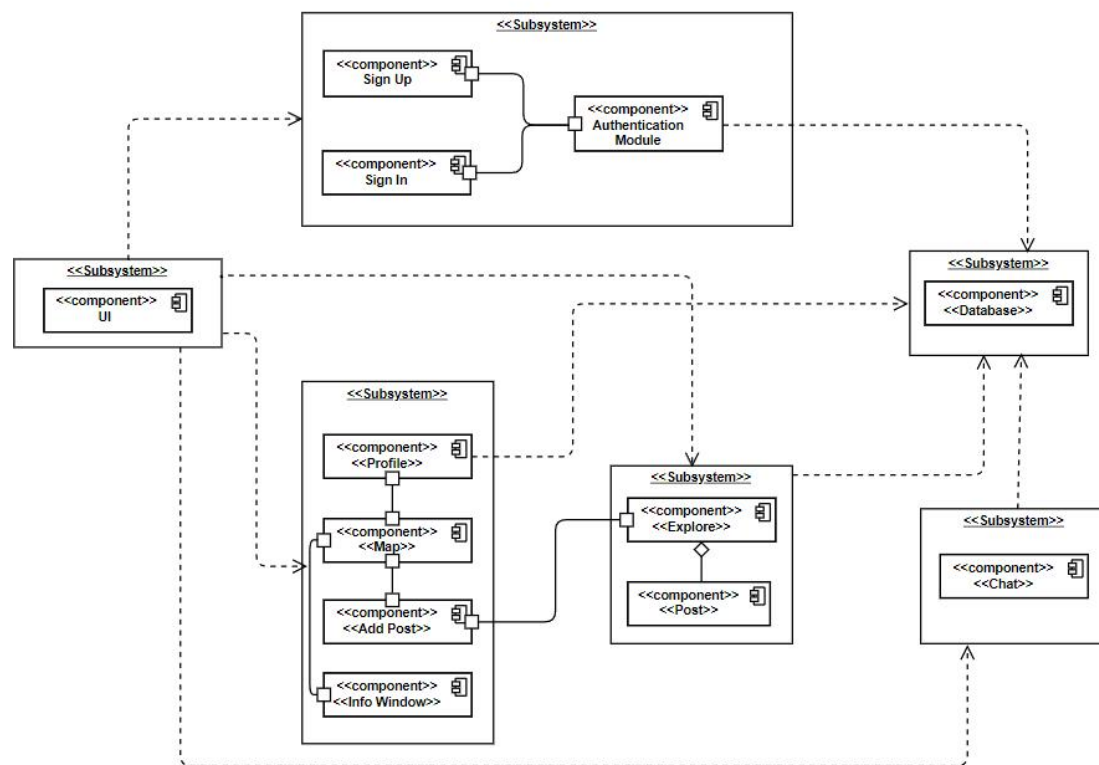 <<Subsystem>>
<<component>>
Sign Up
<<component>>
Authentication
Module
<<component>>
Sign In
<<Subsystem>>
<<component>>
UI
<<Subsystem>>
<<component>>
<<Database>>
<<Subsystem>>
<<component>>
<<Profile>>
<<component>>
<<Map>>
<<component>>
<<Add Post>>
<<component>>
<<Info Window>>
<<Subsystem>>
<<component>>
<<Explore>>
<<component>>
<<Post>>
<<Subsystem>>
<<component>>
<<Chat>>